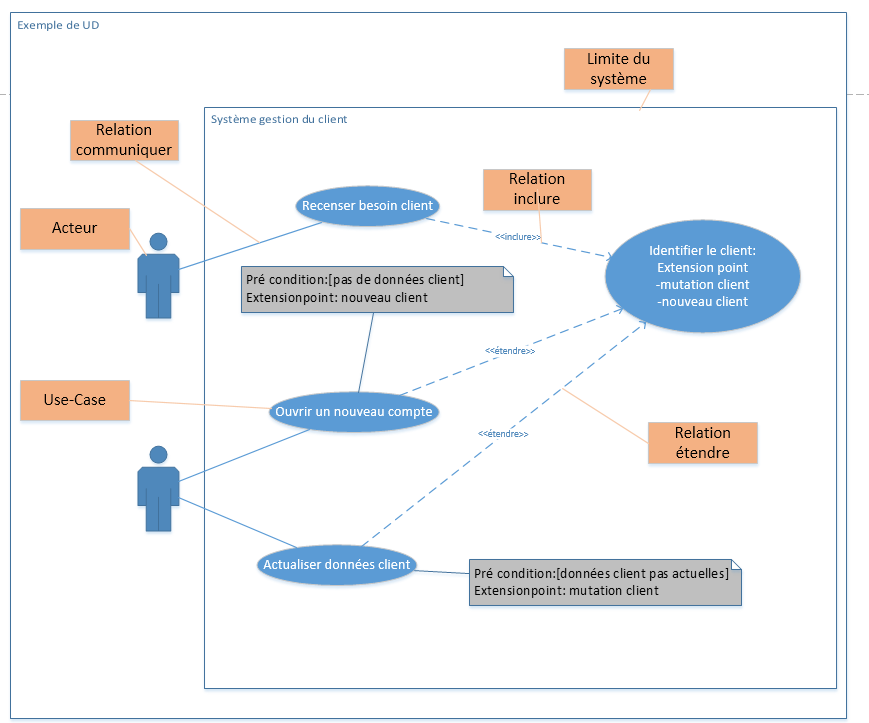 Exemple de UD
Limite du
système
Système gestion du client
Relation
communiquer
Relation
inclure
Recenser besoin client
Acteur
<<inclure>>
Identifier le client:
Extension point
-mutation client
-nouveau client
Pré condition:[pas de données client]
Extensionpoint: nouveau client
<<étendre>>
Use-Case
Ouvrir un nouveau compte
<<étendre>>
Relation
étendre
Actualiser données client
Pré condition:[données client pas actuelles]
Extensionpoint: mutation client